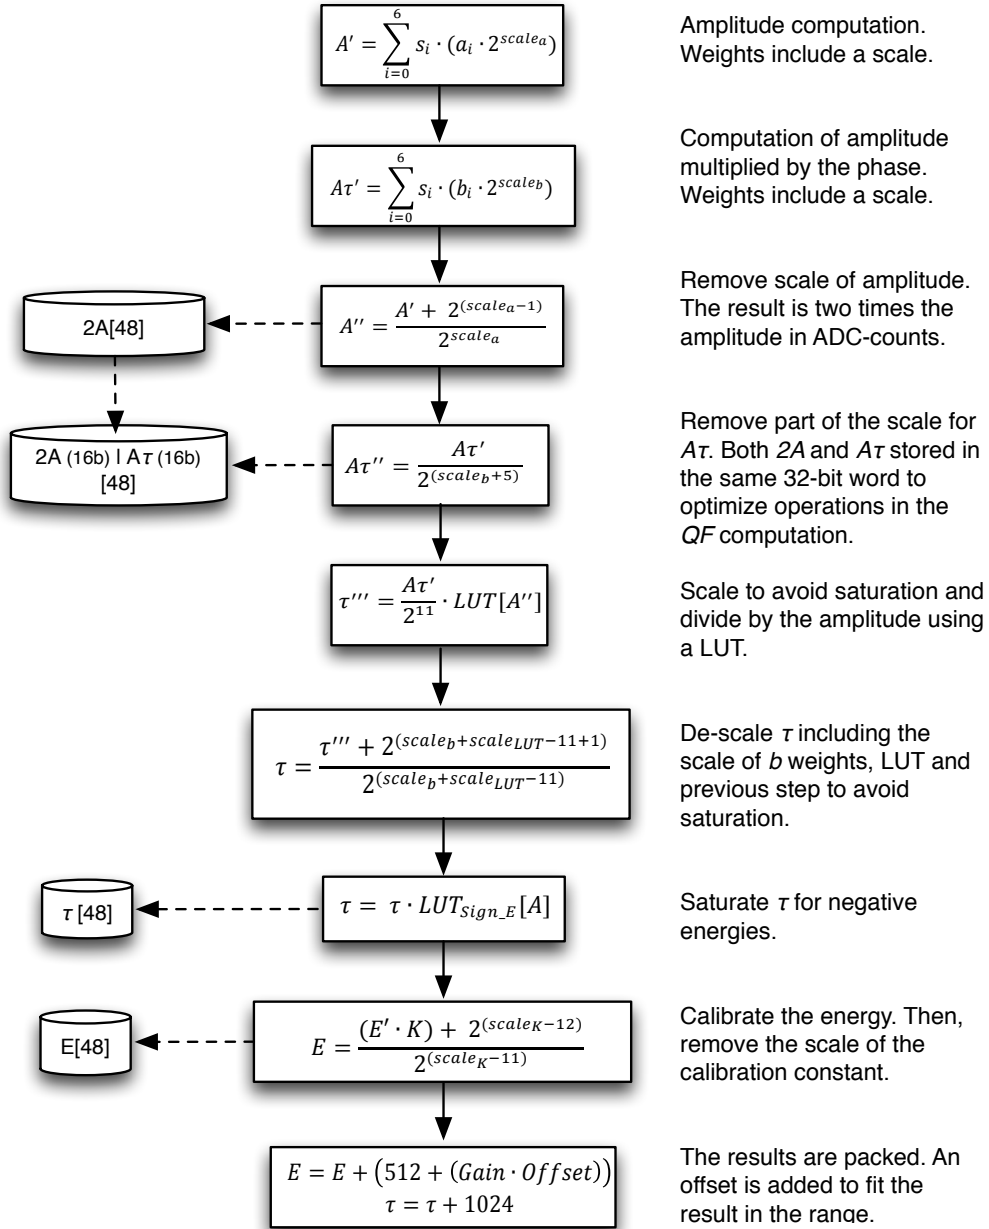 A′ = ∑_{i=0}^{6} s_i · (a_i · 2^{scale_a})
Amplitude computation.
Weights include a scale.
Aτ′ = ∑_{i=0}^{6} s_i · (b_i · 2^{scale_b})
Computation of amplitude
multiplied by the phase.
Weights include a scale.
2A[48]
A″ = (A′ + 2^{(scale_a−1)}) / 2^{scale_a}
Remove scale of amplitude.
The result is two times the
amplitude in ADC-counts.
2A (16b) | Aτ (16b)
[48]
Aτ″ = Aτ′ / 2^{(scale_b+5)}
Remove part of the scale for
Aτ. Both 2A and Aτ stored in
the same 32-bit word to
optimize operations in the
QF computation.
τ‴ = Aτ′ / 2^{11} · LUT[A″]
Scale to avoid saturation and
divide by the amplitude using
a LUT.
τ = (τ‴ + 2^{(scale_b+scale_{LUT}−11+1)}) / 2^{(scale_b+scale_{LUT}−11)}
De-scale τ including the
scale of b weights, LUT and
previous step to avoid
saturation.
τ [48]
τ = τ · LUT_{Sign_E}[A]
Saturate τ for negative
energies.
E[48]
E = ((E′ · K) + 2^{(scale_K−12)}) / 2^{(scale_K−11)}
Calibrate the energy. Then,
remove the scale of the
calibration constant.
E = E + (512 + (Gain · Offset))
τ = τ + 1024
The results are packed. An
offset is added to fit the
result in the range.